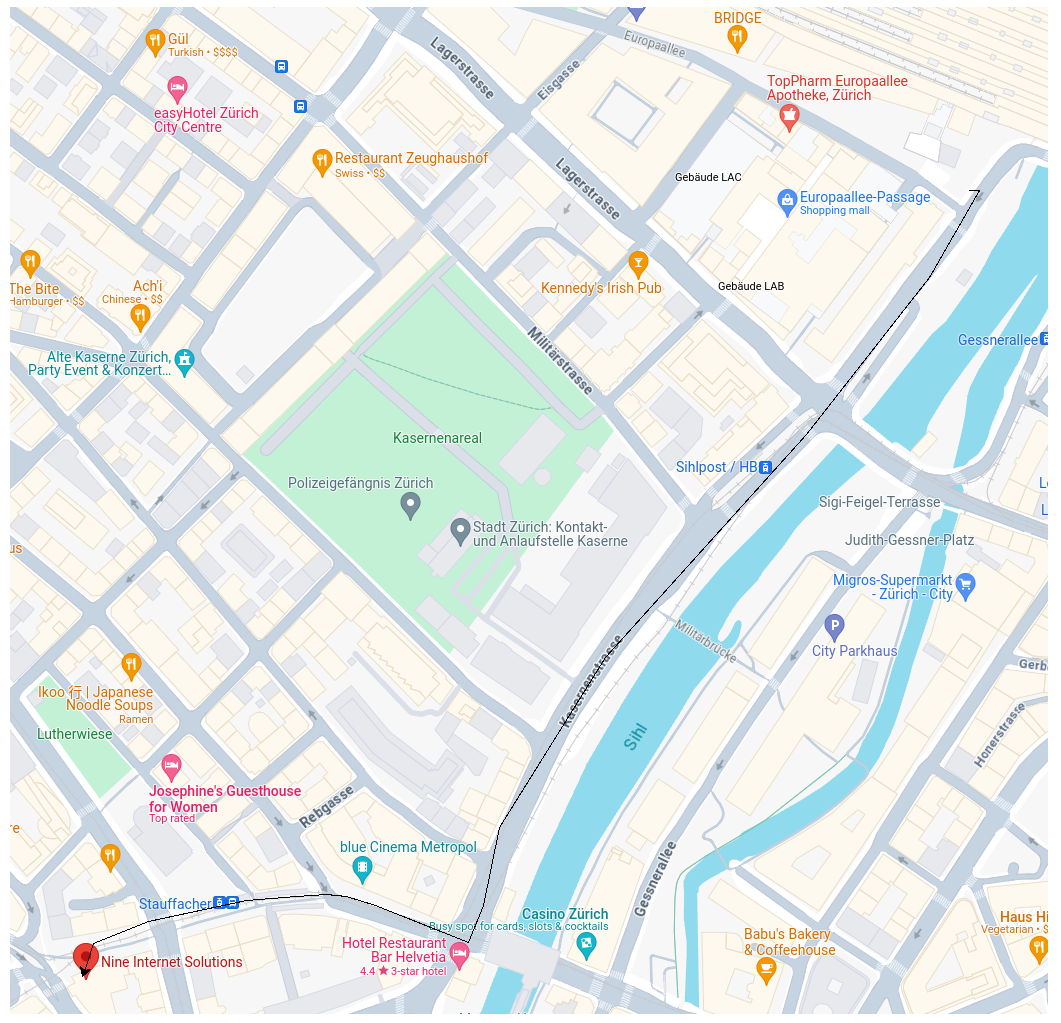 BRIDGE
Gül
Turkish • $$$$
Lagerstrasse
Europaallee
Eisgasse
TopPharm Europaallee
Apotheke, Zürich
easyHotel Zürich
City Centre
Restaurant Zeughaushof
Swiss • $$
Lagerstrasse
Gebäude LAC
Europaallee-Passage
Shopping mall
The Bite
Hamburger • $$
Ach'i
Chinese • $$
Kennedy's Irish Pub
Gebäude LAB
Militärstrasse
Gessnerallee
Alte Kaserne Zürich,
Party Event & Konzert...
Kasernenareal
Sihlpost / HB
Polizeigefängnis Zürich
Sigi-Feigel-Terrasse
Stadt Zürich: Kontakt-
und Anlaufstelle Kaserne
Judith-Gessner-Platz
Migros-Supermarkt
- Zürich - City
Militärbrücke
City Parkhaus
Kasernenstrasse
Ikoo 行 | Japanese
Noodle Soups
Ramen
Lutherwiese
Sihl
Josephine's Guesthouse
for Women
Top rated
Rebgasse
blue Cinema Metropol
Gessnerallee
Stauffacher
Casino Zürich
Busy spot for cards, slots & cocktails
Hotel Restaurant
Bar Helvetia
4.4 ★ 3-star hotel
Babu's Bakery
& Coffeehouse
Haus Hi
Vegetarian • $
Nine Internet Solutions